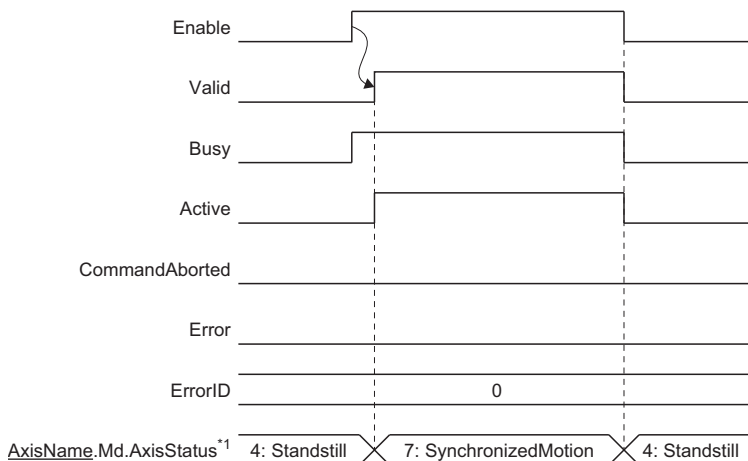 Enable
Valid
Busy
Active
CommandAborted
Error
ErrorID 0
AxisName.Md.AxisStatus*1 4: Standstill 7: SynchronizedMotion 4: Standstill